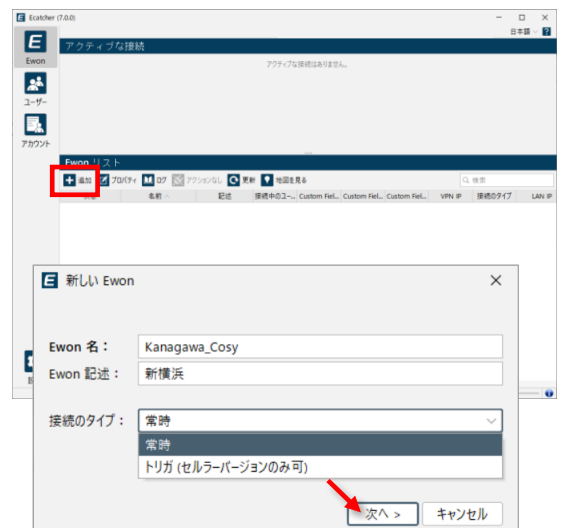 Ecatcher (7.0.0)
日本語
Ewon
ユーザー
アカウント
アクティブな接続
アクティブな接続はありません。
Ewon リスト
追加 プロパティ ログ アクションなし 更新 地図を見る 検索
名前 記述 接続中のユー... Custom Fiel... Custom Fiel... Custom Fiel... VPN IP 接続のタイプ LAN IP
新しい Ewon
Ewon 名： Kanagawa_Cosy
Ewon 記述： 新横浜
接続のタイプ： 常時
常時
トリガ (セルラーバージョンのみ可)
次へ > キャンセル